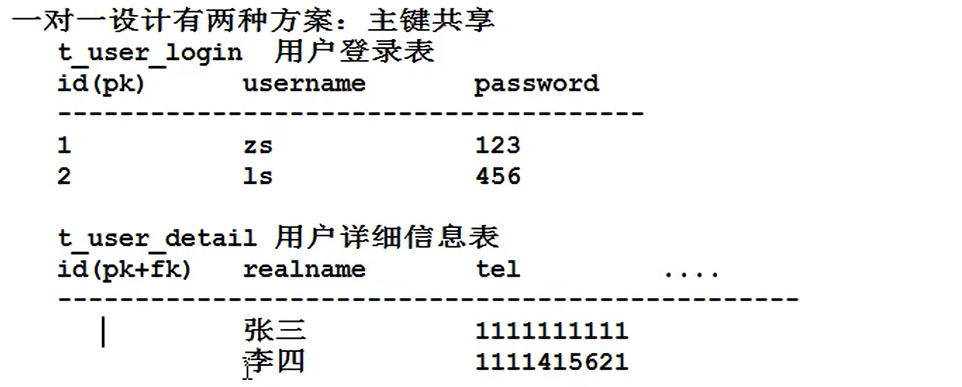 一对一设计有两种方案：主键共享
t_user_login 用户登录表
id(pk) username password
----------------------------------------
1 zs 123
2 ls 456
t_user_detail 用户详细信息表
id(pk+fk) realname tel ....
--------------------------------------------------
张三 1111111111
李四 1111415621